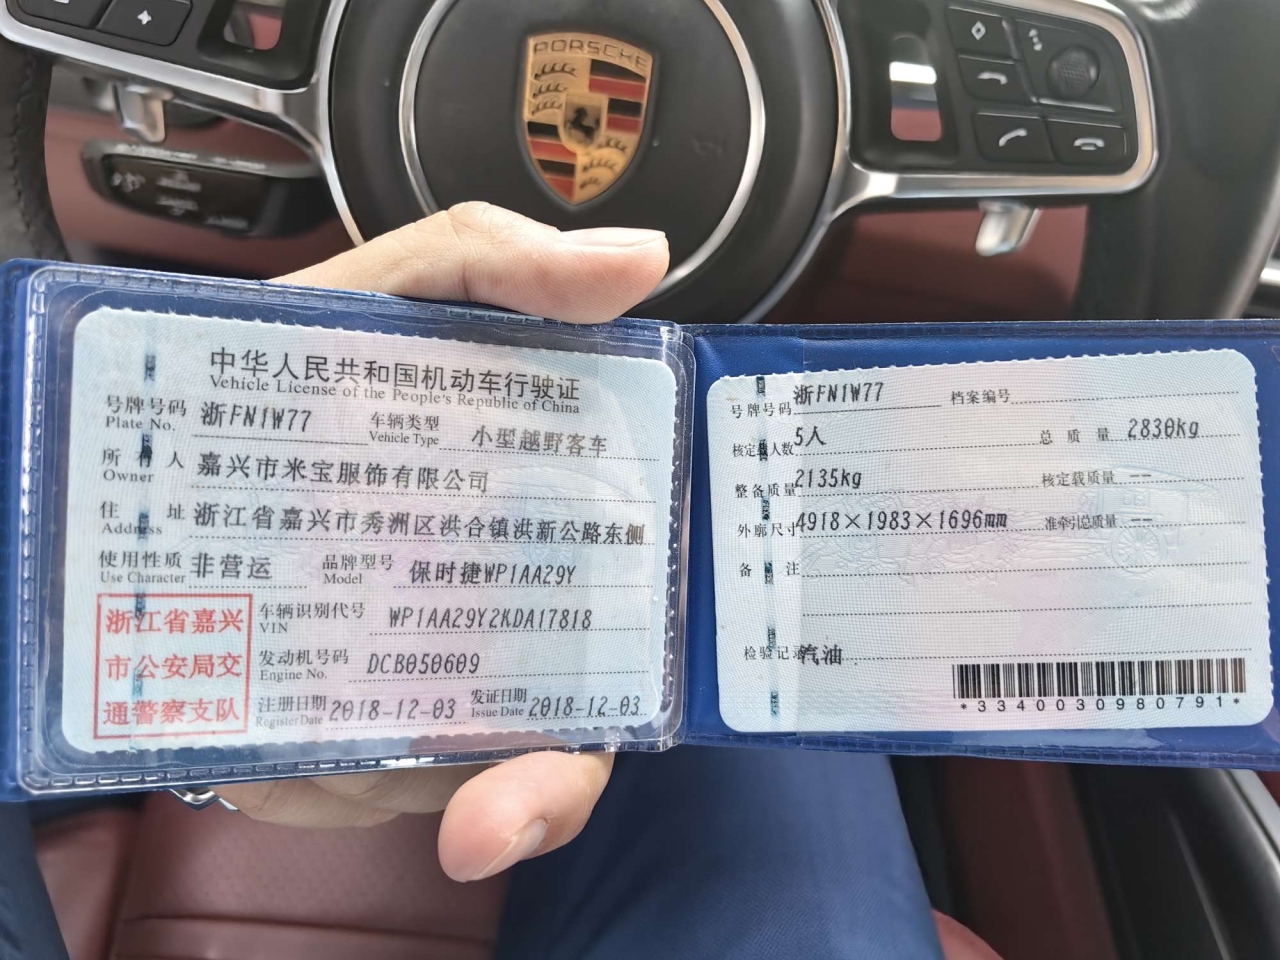 PORSCHE
中华人民共和国机动车行驶证
Vehicle License of the People's Republic of China
号牌号码 浙FN1W77 车辆类型 小型越野客车
Plate No. Vehicle Type
所有人 嘉兴市米宝服饰有限公司
Owner
住址 浙江省嘉兴市秀洲区洪合镇洪新公路东侧
Address
使用性质 非营运 品牌型号 保时捷WP1AA29Y
Use Character Model
浙江省嘉兴
市公安局交
通警察支队
车辆识别代号 WP1AA29Y2KDA17818
VIN
发动机号码 DCB050609
Engine No.
注册日期 2018-12-03 发证日期 2018-12-03
Register Date Issue Date
号牌号码 浙FN1W77 档案编号
核定载人数 5人 总质量 2830kg
整备质量 2135kg 核定载质量 --
外廓尺寸 4918×1983×1696mm 准牵引总质量 --
备注
检验记录 汽油
*3340030980791*